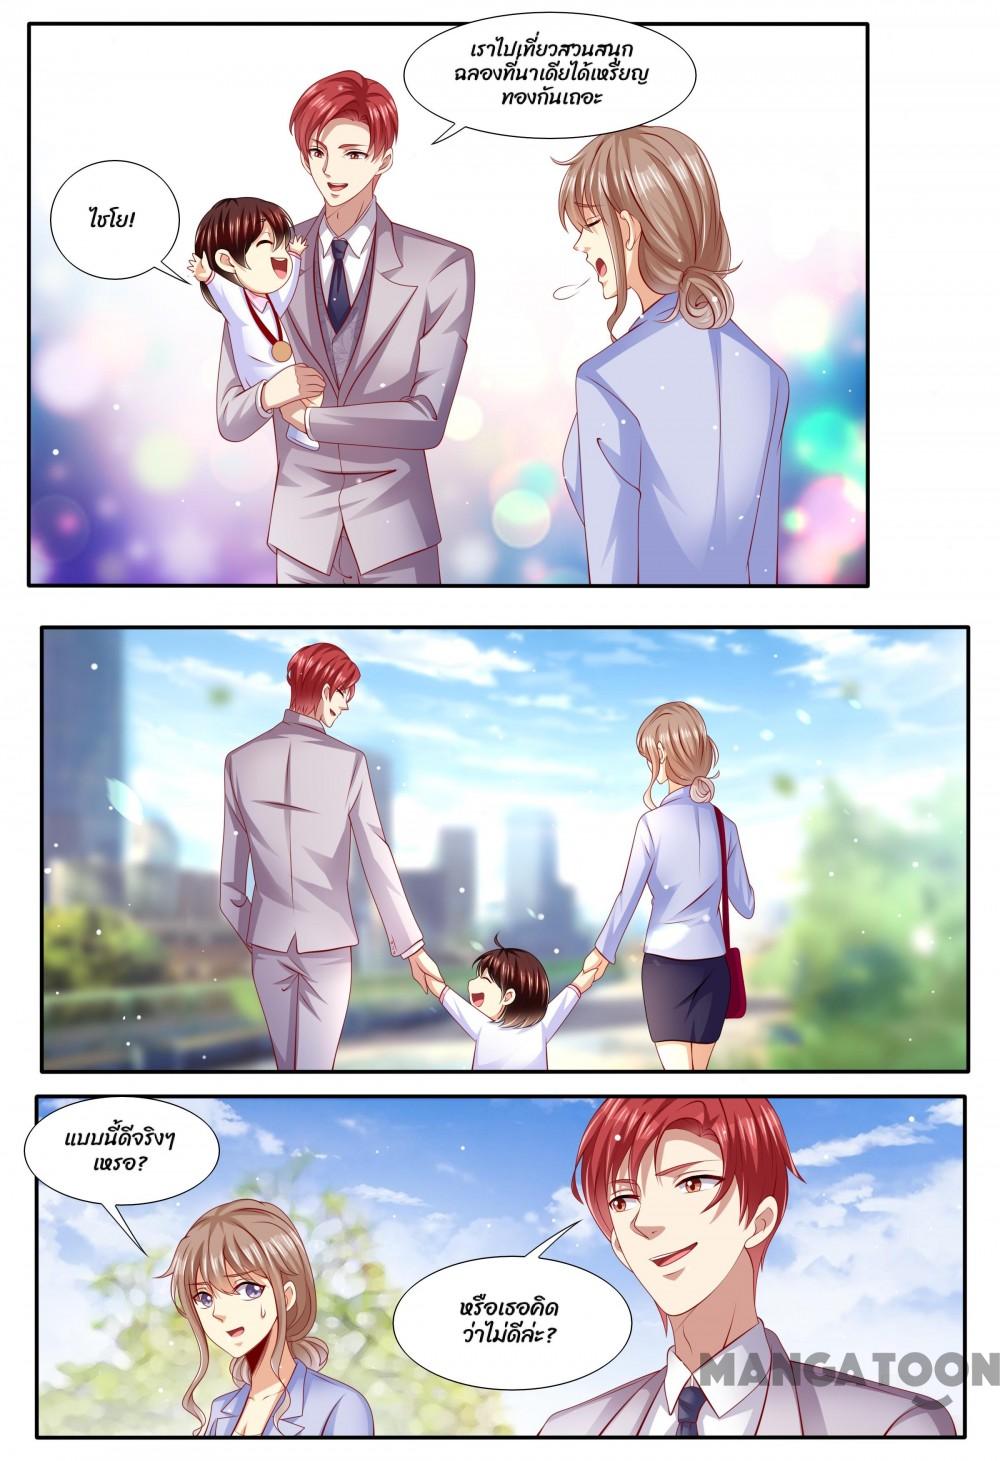 เราไปเที่ยวสวนสนุก
ฉลองที่นาเดียได้เหรียญ
ทองกันเถอะ
ไชโย!
แบบนี้ดีจริงๆ
เหรอ?
หรือเธอคิด
ว่าไม่ดีล่ะ?
MANGATOON